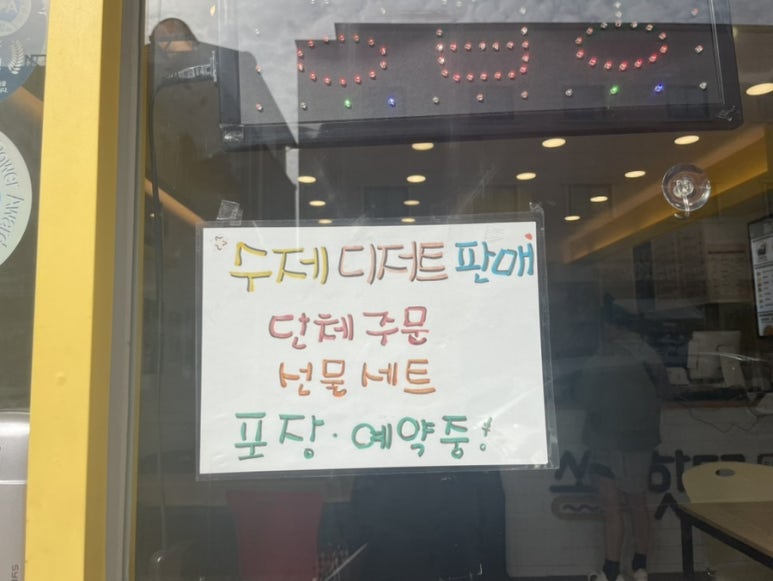 수제 디저트 판매
단체 주문
선물 세트
포장·예약중!